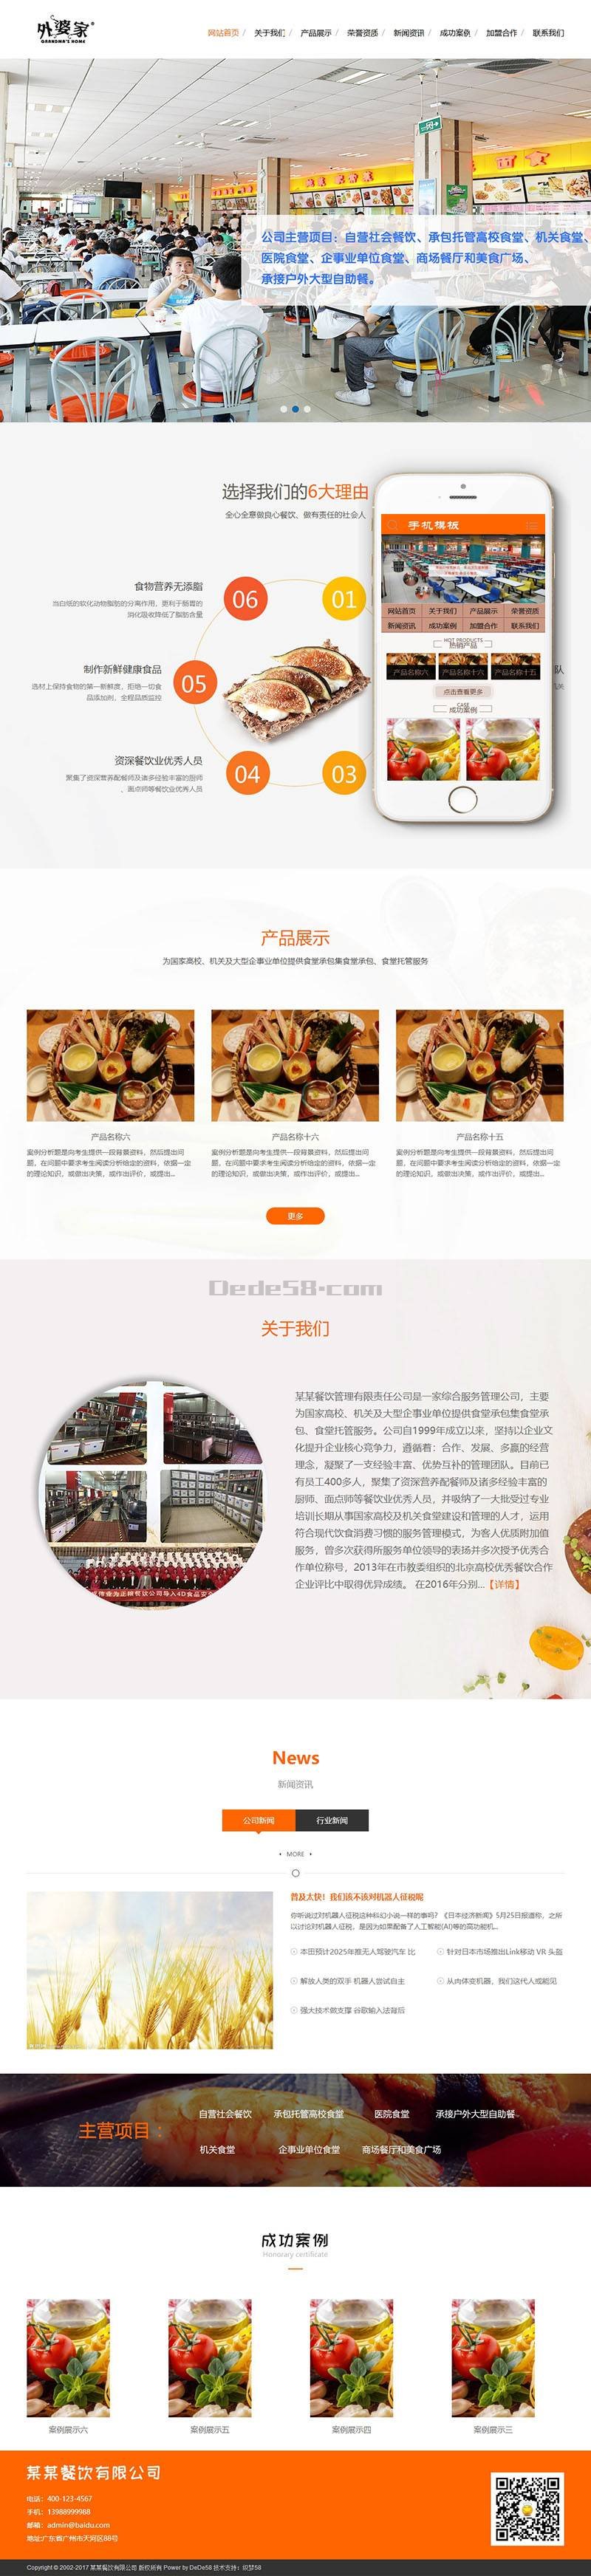 外婆家
GRANDMA'S HOME
网站首页 / 关于我们 / 产品展示 / 荣誉资质 / 新闻资讯 / 成功案例 / 加盟合作 / 联系我们
公司主营项目：自营社会餐饮、承包托管高校食堂、机关食堂、
医院食堂、企事业单位食堂、商场餐厅和美食广场、
承接户外大型自助餐。
选择我们的6大理由
全心全意做良心餐饮、做有责任的社会人
食物营养无添脂
当白纸的软化动物脂肪的分离作用，更利于肠胃的
消化吸收降低了脂肪含量
06
01
制作新鲜健康食品
选材上保持食物的第一新鲜度，拒绝一切食
品添加剂，全程品质监控
05
资深餐饮业优秀人员
聚集了资深营养配餐师及诸多经验丰富的厨师
、面点师等餐饮业优秀人员
04
03
队
机关
手机模板
网站首页 关于我们 产品展示 荣誉资质
新闻资讯 成功案例 加盟合作 联系我们
HOT PRODUCTS
热销产品
产品名称六 产品名称十六 产品名称十五
点击查看更多
CASE
成功案例
产品展示
为国家高校、机关及大型企事业单位提供食堂承包集食堂承包、食堂托管服务
产品名称六
案例分析题是向考生提供一段背景资料，然后提出问
题，在问题中要求考生阅读分析给定的资料，依据一定
的理论知识，或做出决策，或作出评价，或提出...
产品名称十六
案例分析题是向考生提供一段背景资料，然后提出问
题，在问题中要求考生阅读分析给定的资料，依据一定
的理论知识，或做出决策，或作出评价，或提出...
产品名称十五
案例分析题是向考生提供一段背景资料，然后提出问
题，在问题中要求考生阅读分析给定的资料，依据一定
的理论知识，或做出决策，或作出评价，或提出...
更多
Dede58.com
关于我们
某某餐饮管理有限责任公司是一家综合服务管理公司，主要
为国家高校、机关及大型企事业单位提供食堂承包集食堂承
包、食堂托管服务。公司自1999年成立以来，坚持以企业文
化提升企业核心竞争力，遵循着：合作、发展、多赢的经营
理念，凝聚了一支经验丰富、优势互补的管理团队。目前已
有员工400多人，聚集了资深营养配餐师及诸多经验丰富的
厨师、面点师等餐饮业优秀人员，并吸纳了一大批受过专业
培训长期从事国家高校及机关食堂建设和管理的人才，运用
符合现代饮食消费习惯的服务管理模式，为客人优质附加值
服务，曾多次获得所服务单位领导的表扬并多次授予优秀合
作单位称号，2013年在市教委组织的北京高校优秀餐饮合作
企业评比中取得优异成绩。 在2016年分别...【详情】
News
新闻资讯
公司新闻
行业新闻
• MORE •
普及太快！我们该不该对机器人征税呢
你听说过对机器人征税这种科幻小说一样的事吗？《日本经济新闻》5月25日报道称，之所
以讨论对机器人征税，是因为如果配备了人工智能(AI)等的高功能机...
本田预计2025年推无人驾驶汽车 比
针对日本市场推出Link移动 VR 头盔
解放人类的双手 机器人尝试自主
从肉体变机器，我们这代人或能见
强大技术做支撑 谷歌输入法背后
主营项目：
自营社会餐饮 承包托管高校食堂 医院食堂 承接户外大型自助餐
机关食堂 企事业单位食堂 商场餐厅和美食广场
成功案例
Honorary certificate
案例展示六
案例展示五
案例展示四
案例展示三
某某餐饮有限公司
电话：400-123-4567
手机：13988999988
邮箱：admin@baidu.com
地址:广东省广州市天河区88号
Copyright © 2002-2017 某某餐饮有限公司 版权所有 Power by DeDe58 技术支持：织梦58